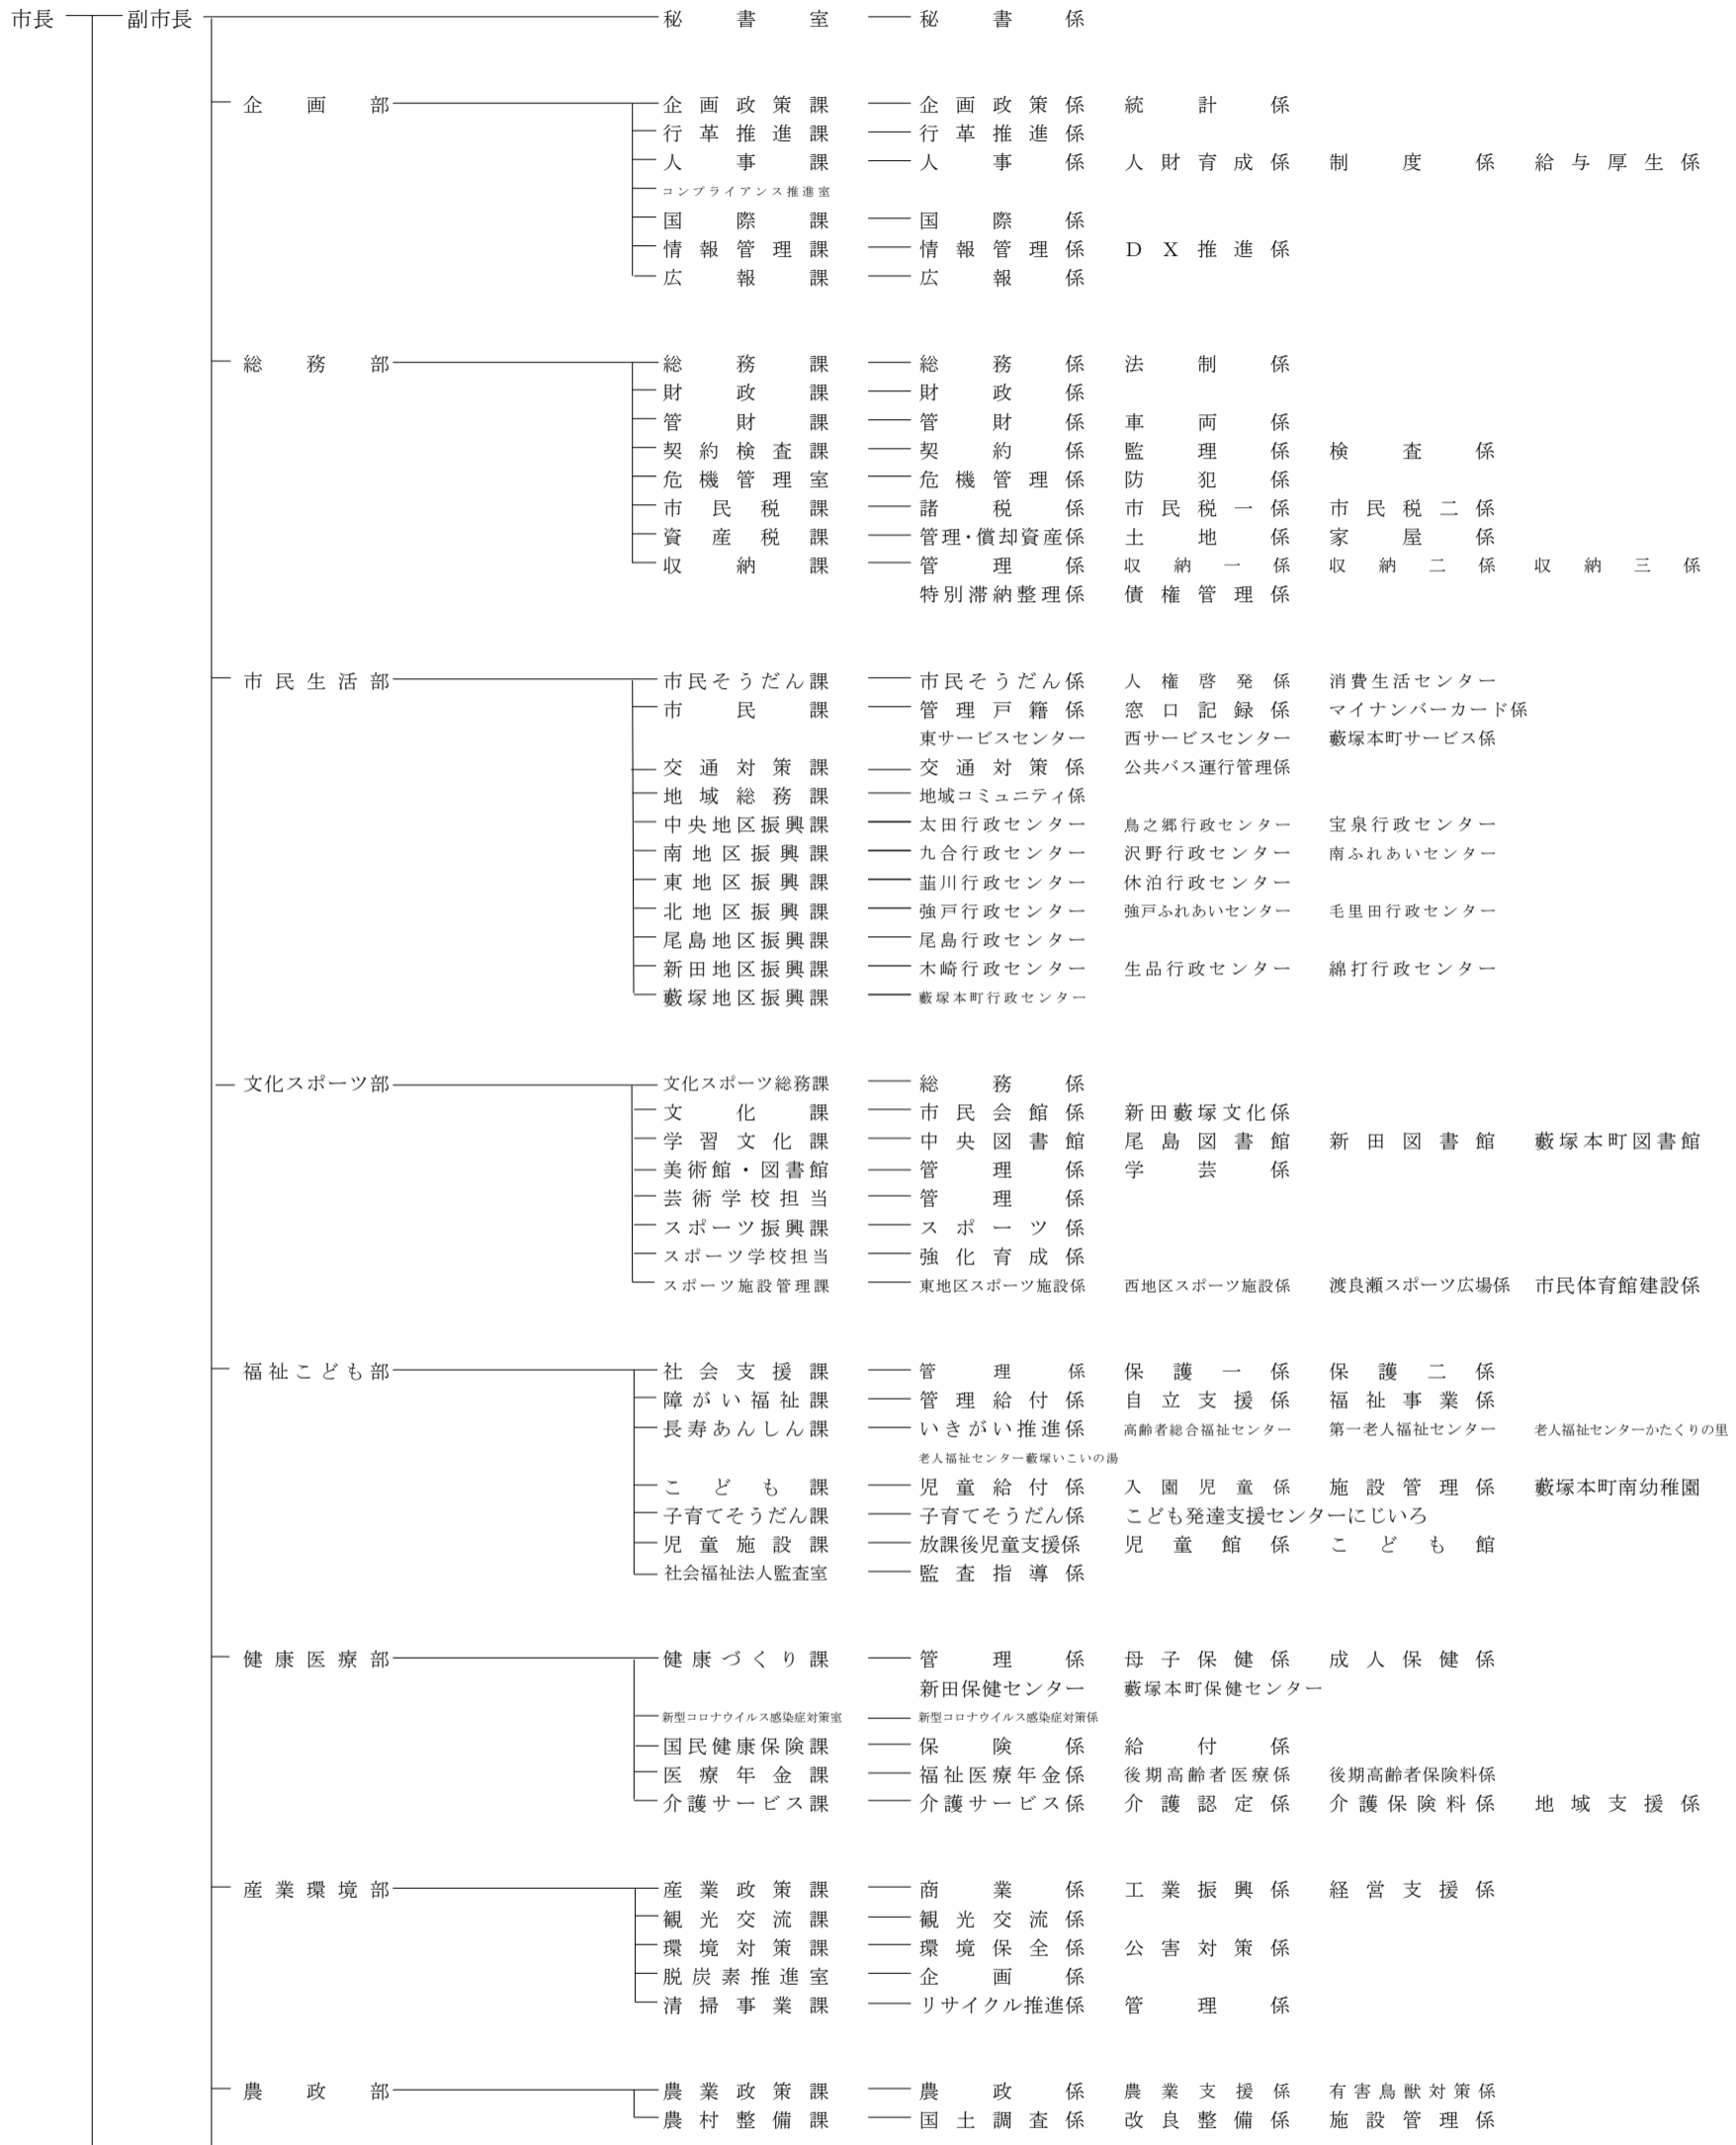 市長 副市長 秘書室 秘書係
企画部 企画政策課 企画政策係 統計係
行革推進課 行革推進係
人事課 人事係 人財育成係 制度係 給与厚生係
コンプライアンス推進室
国際課 国際係
情報管理課 情報管理係 DX推進係
広報課 広報係
総務部 総務課 総務係 法制係
財政課 財政係
管財課 管財係 車両係
契約検査課 契約係 監理係 検査係
危機管理室 危機管理係 防犯係
市民税課 諸税係 市民税一係 市民税二係
資産税課 管理・償却資産係 土地係 家屋係
収納課 管理係 収納一係 収納二係 収納三係
特別滞納整理係 債権管理係
市民生活部 市民そうだん課 市民そうだん係 人権啓発係 消費生活センター
市民課 管理戸籍係 窓口記録係 マイナンバーカード係
東サービスセンター 西サービスセンター 藪塚本町サービス係
交通対策課 交通対策係 公共バス運行管理係
地域総務課 地域コミュニティ係
中央地区振興課 太田行政センター 鳥之郷行政センター 宝泉行政センター
南地区振興課 九合行政センター 沢野行政センター 南ふれあいセンター
東地区振興課 韮川行政センター 休泊行政センター
北地区振興課 強戸行政センター 強戸ふれあいセンター 毛里田行政センター
尾島地区振興課 尾島行政センター
新田地区振興課 木崎行政センター 生品行政センター 綿打行政センター
藪塚地区振興課 藪塚本町行政センター
文化スポーツ部 文化スポーツ総務課 総務係
文化課 市民会館係 新田藪塚文化係
学習文化課 中央図書館 尾島図書館 新田図書館 藪塚本町図書館
美術館・図書館 管理係 学芸係
芸術学校担当 管理係
スポーツ振興課 スポーツ係
スポーツ学校担当 強化育成係
スポーツ施設管理課 東地区スポーツ施設係 西地区スポーツ施設係 渡良瀬スポーツ広場係 市民体育館建設係
福祉こども部 社会支援課 管理係 保護一係 保護二係
障がい福祉課 管理給付係 自立支援係 福祉事業係
長寿あんしん課 いきがい推進係 高齢者総合福祉センター 第一老人福祉センター 老人福祉センターかたくりの里
老人福祉センター藪塚いこいの湯
こども課 児童給付係 入園児童係 施設管理係 藪塚本町南幼稚園
子育てそうだん課 子育てそうだん係 こども発達支援センターにじいろ
児童施設課 放課後児童支援係 児童館係 こども館
社会福祉法人監査室 監査指導係
健康医療部 健康づくり課 管理係 母子保健係 成人保健係
新田保健センター 藪塚本町保健センター
新型コロナウイルス感染症対策室 新型コロナウイルス感染症対策係
国民健康保険課 保険係 給付係
医療年金課 福祉医療年金係 後期高齢者医療係 後期高齢者保険料係
介護サービス課 介護サービス係 介護認定係 介護保険料係 地域支援係
産業環境部 産業政策課 商業係 工業振興係 経営支援係
観光交流課 観光交流係
環境対策課 環境保全係 公害対策係
脱炭素推進室 企画係
清掃事業課 リサイクル推進係 管理係
農政部 農業政策課 農政係 農業支援係 有害鳥獣対策係
農村整備課 国土調査係 改良整備係 施設管理係